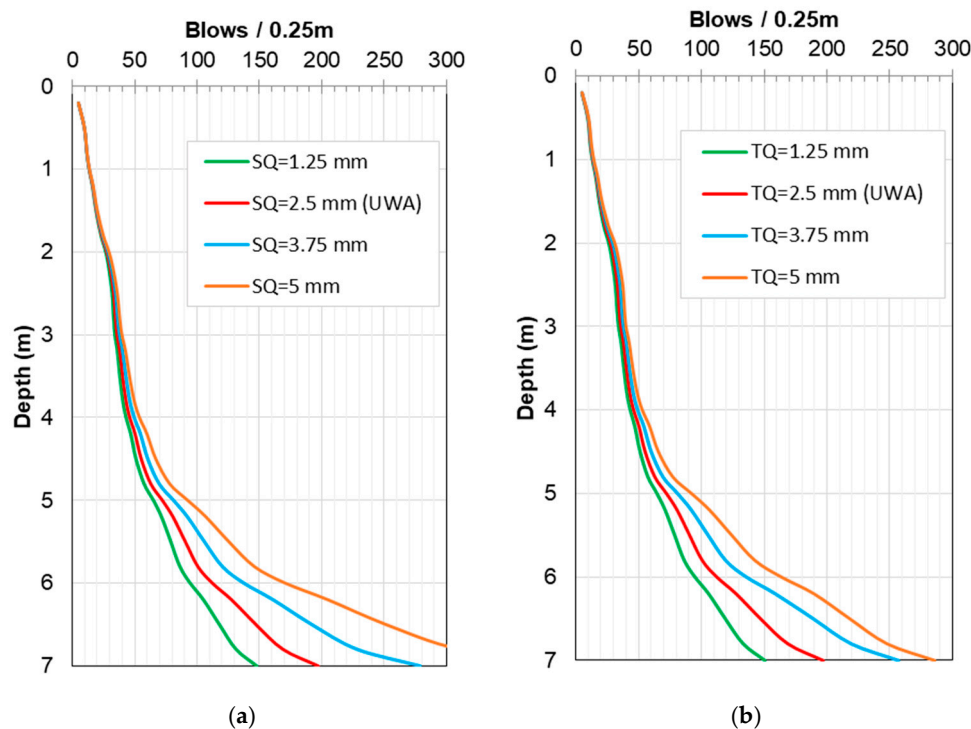 Blows / 0.25m
0 50 100 150 200 250 300
0
1
2
3
4
5
6
7
Depth (m)
SQ=1.25 mm
SQ=2.5 mm (UWA)
SQ=3.75 mm
SQ=5 mm
(a)
Blows / 0.25m
0 50 100 150 200 250 300
0
1
2
3
4
5
6
7
Depth (m)
TQ=1.25 mm
TQ=2.5 mm (UWA)
TQ=3.75 mm
TQ=5 mm
(b)